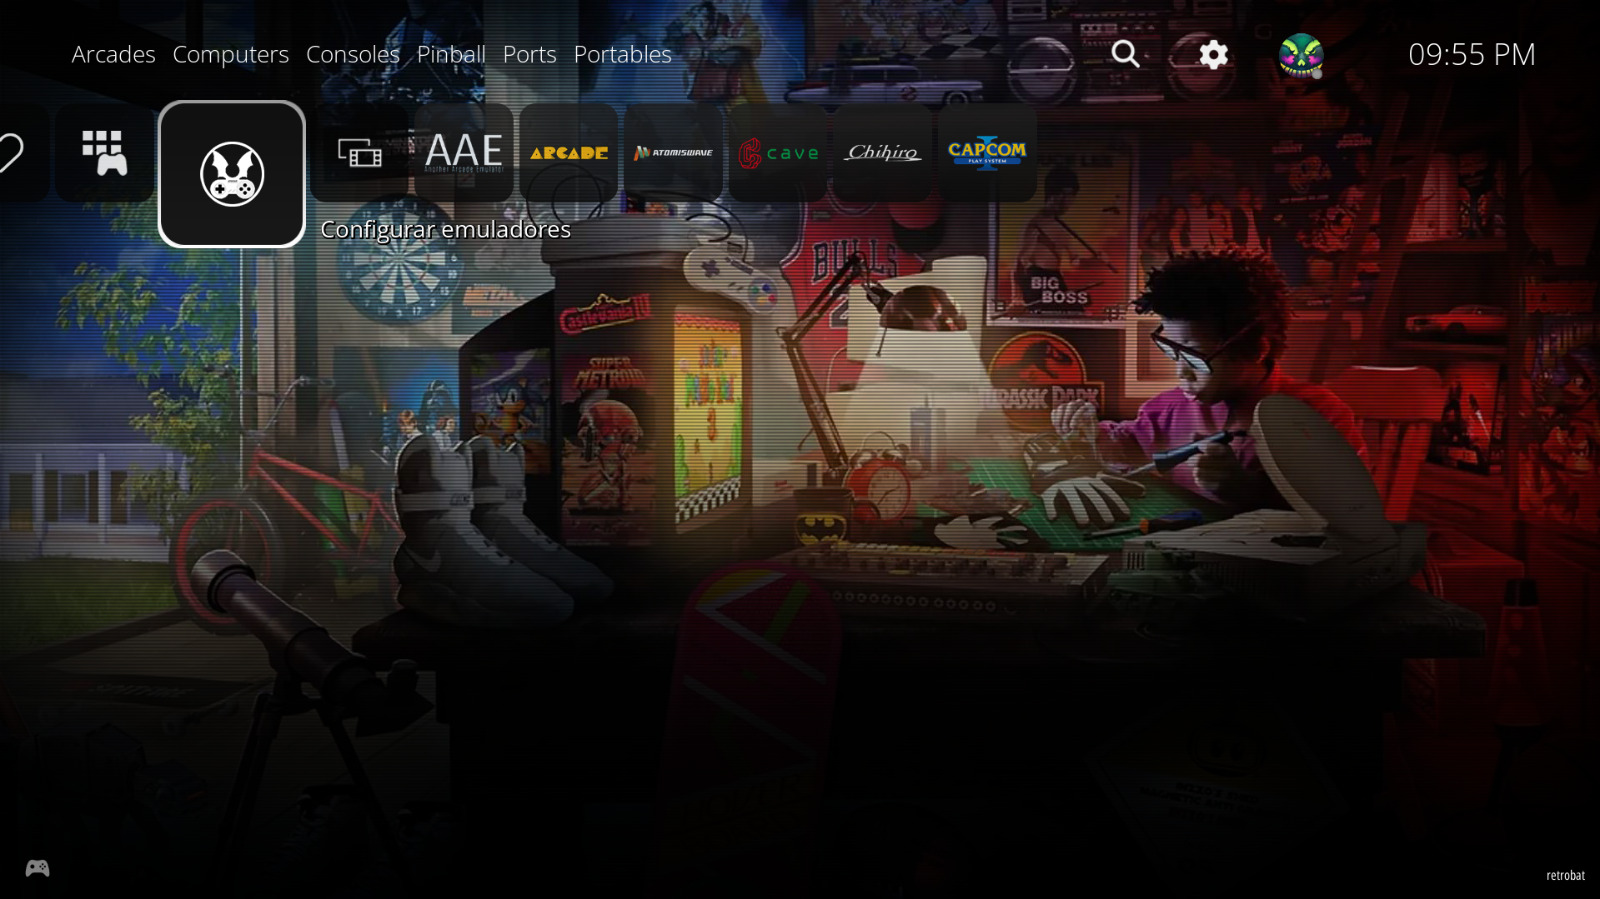 Arcades Computers Consoles Pinball Ports Portables 09:55 PM
AAE
Another Arcade Emulator
ARCADE
ATOMISWAVE
cave
Chihiro
CAPCOM
I
PLAY SYSTEM
Configurar emuladores
BULLS
BIG
BOSS
Castlevania IV
SUPER
METROID
JURASSIC PARK
retrobat